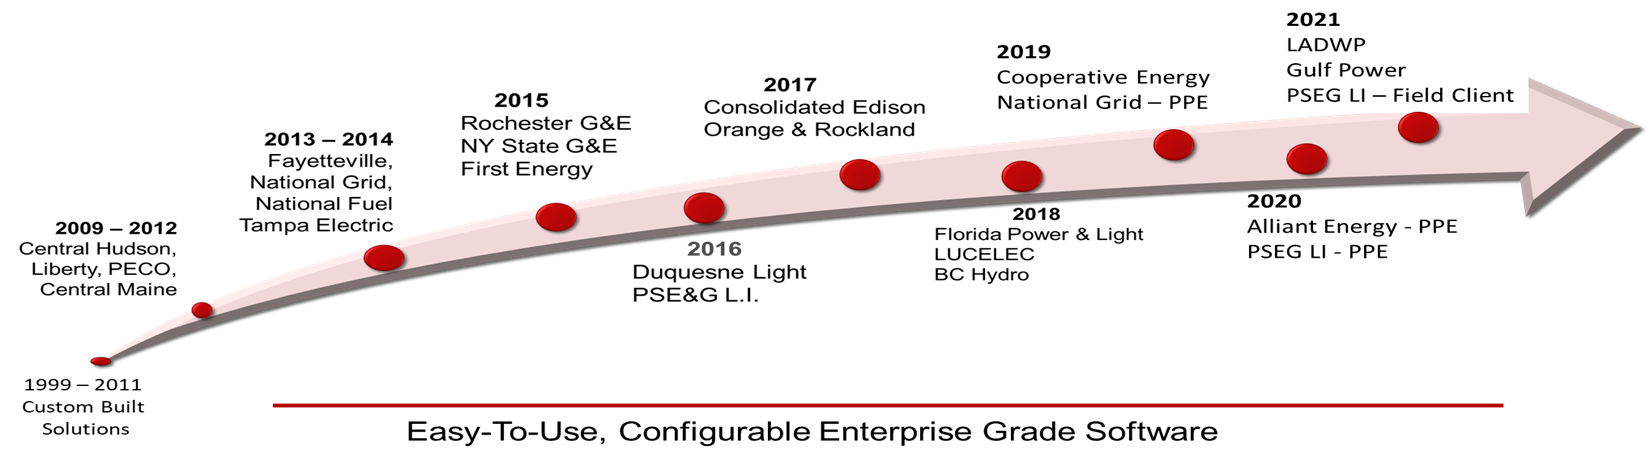 1999 – 2011
Custom Built
Solutions
2009 – 2012
Central Hudson,
Liberty, PECO,
Central Maine
2013 – 2014
Fayetteville,
National Grid,
National Fuel
Tampa Electric
2015
Rochester G&E
NY State G&E
First Energy
2016
Duquesne Light
PSE&G L.I.
2017
Consolidated Edison
Orange & Rockland
2018
Florida Power & Light
LUCELEC
BC Hydro
2019
Cooperative Energy
National Grid – PPE
2020
Alliant Energy - PPE
PSEG LI - PPE
2021
LADWP
Gulf Power
PSEG LI – Field Client
Easy-To-Use, Configurable Enterprise Grade Software